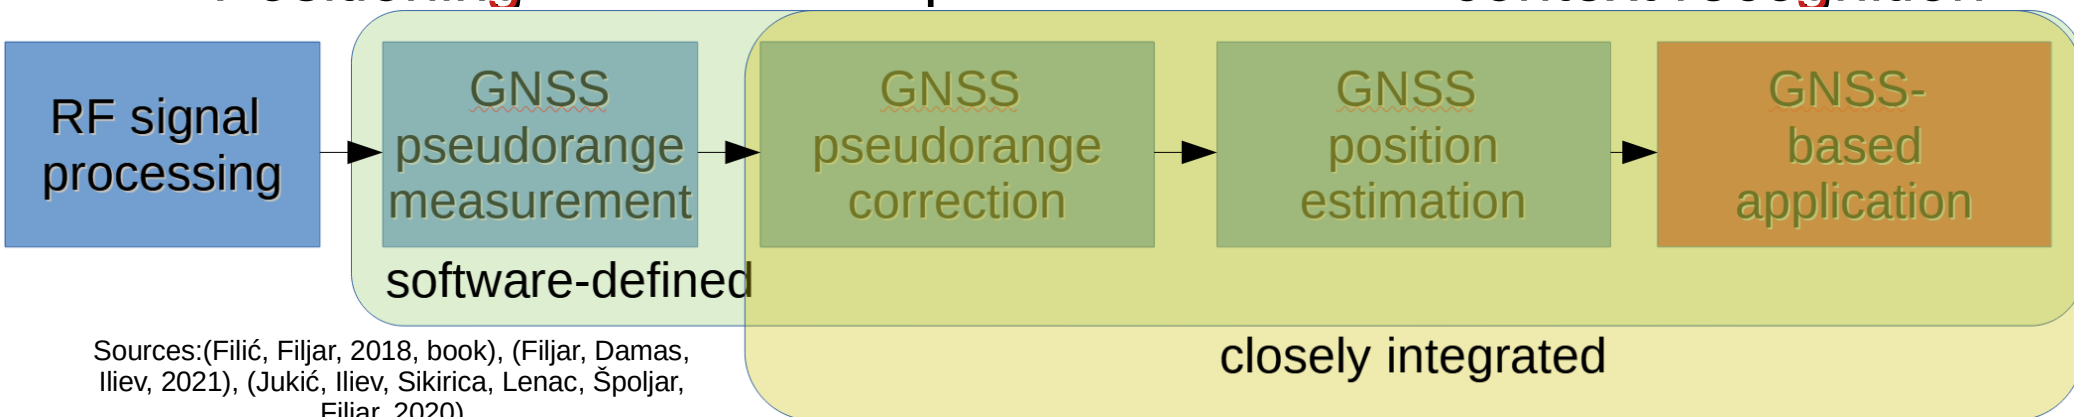 RF signal
processing
GNSS
pseudorange
measurement
GNSS
pseudorange
correction
GNSS
position
estimation
GNSS-
based
application
software-defined
closely integrated
Sources:(Filić, Filjar, 2018, book), (Filjar, Damas,
Iliev, 2021), (Jukić, Iliev, Sikirica, Lenac, Špoljar,
Filjar, 2020)